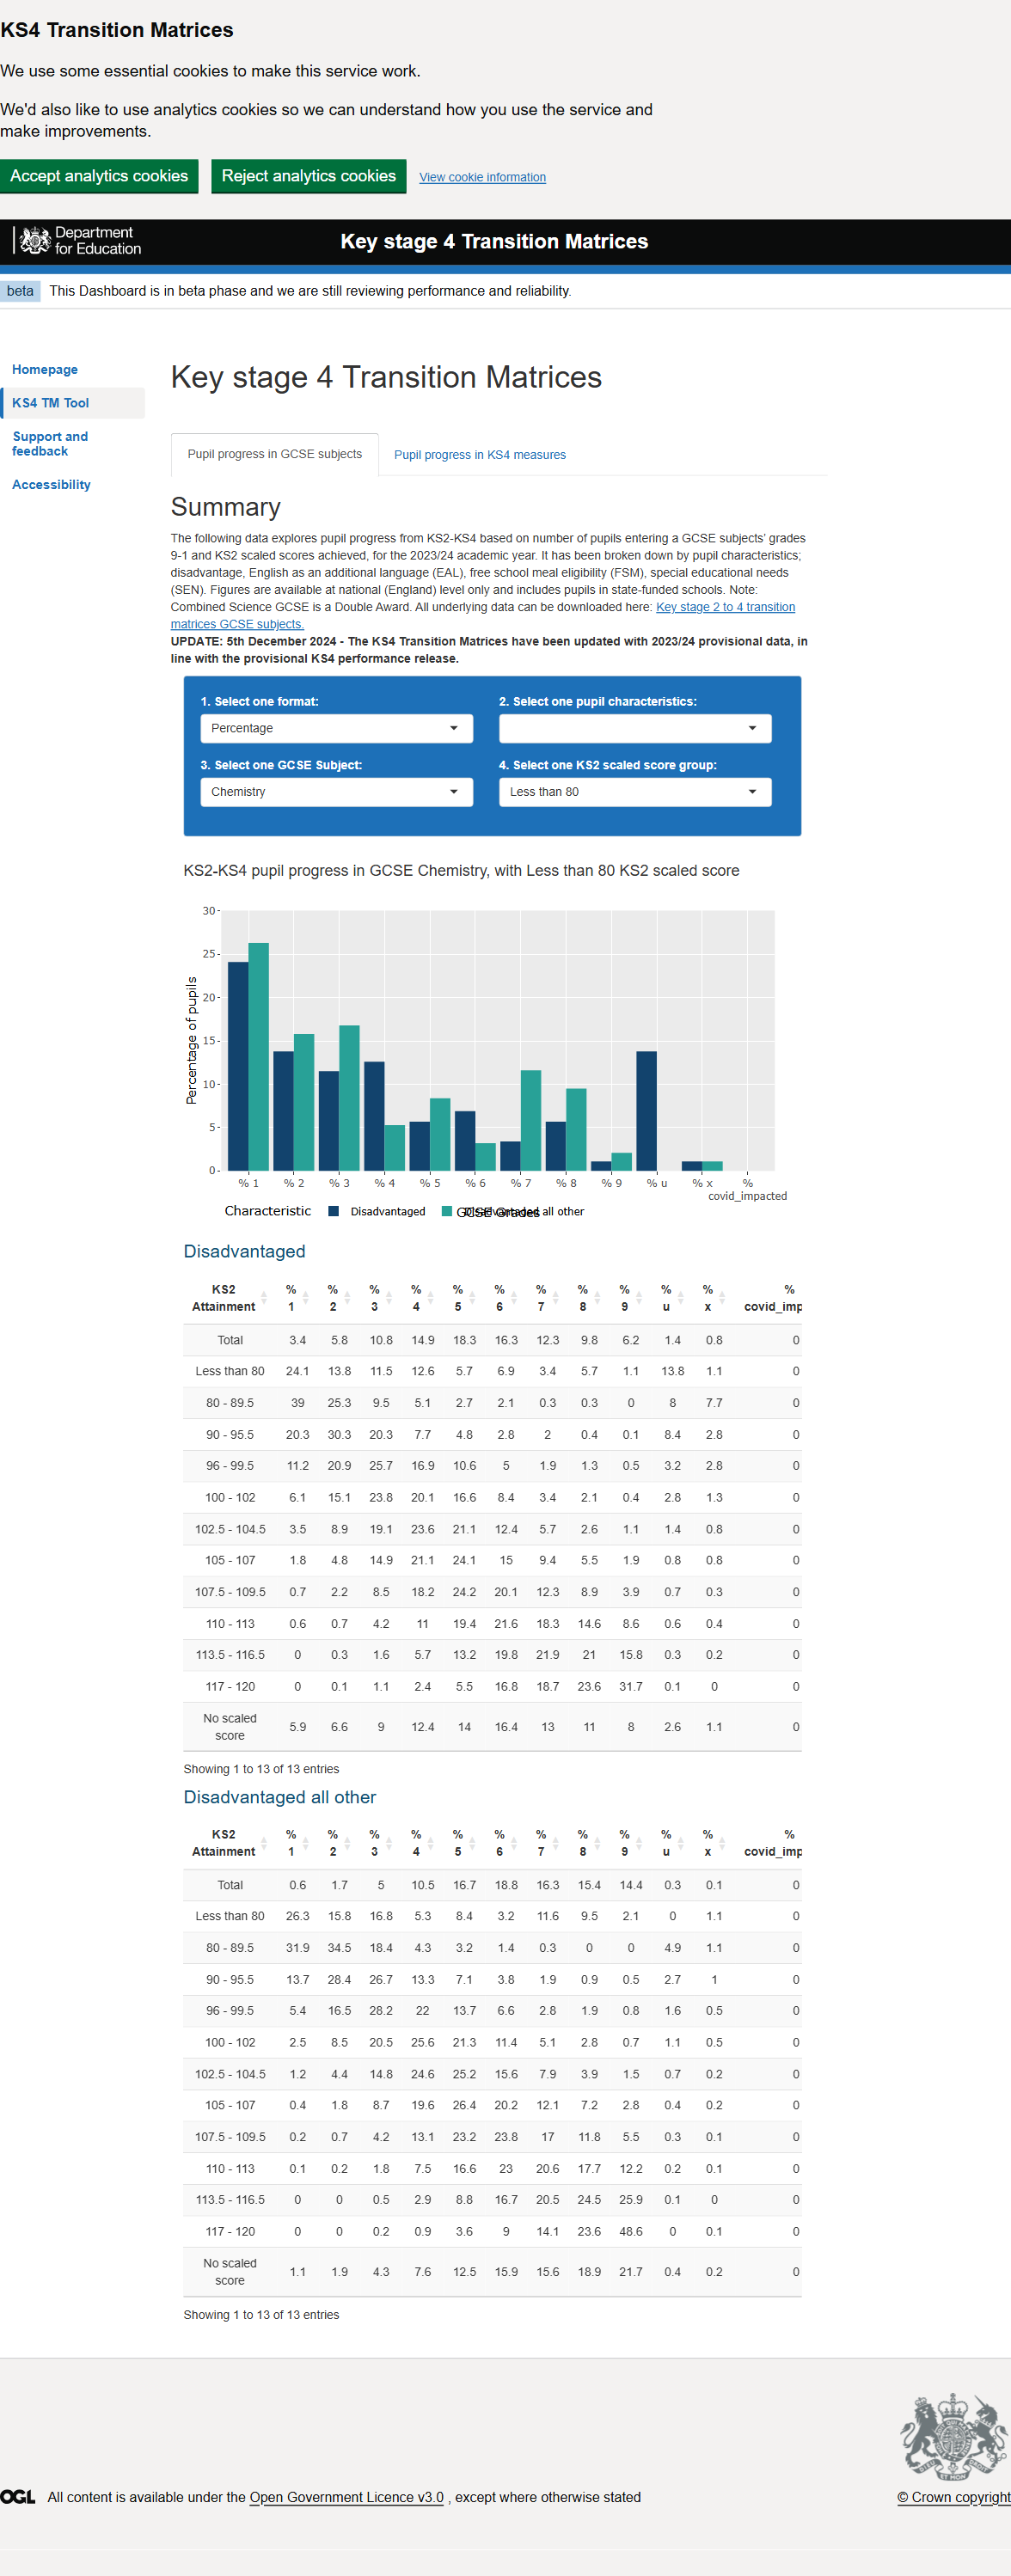 KS4 Transition Matrices
We use some essential cookies to make this service work.
We'd also like to use analytics cookies so we can understand how you use the service and
make improvements.
Accept analytics cookies Reject analytics cookies View cookie information
Department
for Education
Key stage 4 Transition Matrices
beta This Dashboard is in beta phase and we are still reviewing performance and reliability.
Homepage
KS4 TM Tool
Support and
feedback
Accessibility
Key stage 4 Transition Matrices
Pupil progress in GCSE subjects Pupil progress in KS4 measures
Summary
The following data explores pupil progress from KS2-KS4 based on number of pupils entering a GCSE subjects' grades
9-1 and KS2 scaled scores achieved, for the 2023/24 academic year. It has been broken down by pupil characteristics;
disadvantage, English as an additional language (EAL), free school meal eligibility (FSM), special educational needs
(SEN). Figures are available at national (England) level only and includes pupils in state-funded schools. Note:
Combined Science GCSE is a Double Award. All underlying data can be downloaded here: Key stage 2 to 4 transition
matrices GCSE subjects.
UPDATE: 5th December 2024 - The KS4 Transition Matrices have been updated with 2023/24 provisional data, in
line with the provisional KS4 performance release.
1. Select one format: 2. Select one pupil characteristics:
Percentage
3. Select one GCSE Subject: 4. Select one KS2 scaled score group:
Chemistry Less than 80
KS2-KS4 pupil progress in GCSE Chemistry, with Less than 80 KS2 scaled score
Percentage of pupils
30
25
20
15
10
5
0
% 1 % 2 % 3 % 4 % 5 % 6 % 7 % 8 % 9 % u % x %
covid_impacted
Characteristic Disadvantaged Disadvantaged all other
GCSE Grades
Disadvantaged
KS2 % % % % % % % % % % % %
Attainment 1 2 3 4 5 6 7 8 9 u x covid_imp
Total 3.4 5.8 10.8 14.9 18.3 16.3 12.3 9.8 6.2 1.4 0.8 0
Less than 80 24.1 13.8 11.5 12.6 5.7 6.9 3.4 5.7 1.1 13.8 1.1 0
80 - 89.5 39 25.3 9.5 5.1 2.7 2.1 0.3 0.3 0 8 7.7 0
90 - 95.5 20.3 30.3 20.3 7.7 4.8 2.8 2 0.4 0.1 8.4 2.8 0
96 - 99.5 11.2 20.9 25.7 16.9 10.6 5 1.9 1.3 0.5 3.2 2.8 0
100 - 102 6.1 15.1 23.8 20.1 16.6 8.4 3.4 2.1 0.4 2.8 1.3 0
102.5 - 104.5 3.5 8.9 19.1 23.6 21.1 12.4 5.7 2.6 1.1 1.4 0.8 0
105 - 107 1.8 4.8 14.9 21.1 24.1 15 9.4 5.5 1.9 0.8 0.8 0
107.5 - 109.5 0.7 2.2 8.5 18.2 24.2 20.1 12.3 8.9 3.9 0.7 0.3 0
110 - 113 0.6 0.7 4.2 11 19.4 21.6 18.3 14.6 8.6 0.6 0.4 0
113.5 - 116.5 0 0.3 1.6 5.7 13.2 19.8 21.9 21 15.8 0.3 0.2 0
117 - 120 0 0.1 1.1 2.4 5.5 16.8 18.7 23.6 31.7 0.1 0 0
No scaled
score 5.9 6.6 9 12.4 14 16.4 13 11 8 2.6 1.1 0
Showing 1 to 13 of 13 entries
Disadvantaged all other
KS2 % % % % % % % % % % % %
Attainment 1 2 3 4 5 6 7 8 9 u x covid_imp
Total 0.6 1.7 5 10.5 16.7 18.8 16.3 15.4 14.4 0.3 0.1 0
Less than 80 26.3 15.8 16.8 5.3 8.4 3.2 11.6 9.5 2.1 0 1.1 0
80 - 89.5 31.9 34.5 18.4 4.3 3.2 1.4 0.3 0 0 4.9 1.1 0
90 - 95.5 13.7 28.4 26.7 13.3 7.1 3.8 1.9 0.9 0.5 2.7 1 0
96 - 99.5 5.4 16.5 28.2 22 13.7 6.6 2.8 1.9 0.8 1.6 0.5 0
100 - 102 2.5 8.5 20.5 25.6 21.3 11.4 5.1 2.8 0.7 1.1 0.5 0
102.5 - 104.5 1.2 4.4 14.8 24.6 25.2 15.6 7.9 3.9 1.5 0.7 0.2 0
105 - 107 0.4 1.8 8.7 19.6 26.4 20.2 12.1 7.2 2.8 0.4 0.2 0
107.5 - 109.5 0.2 0.7 4.2 13.1 23.2 23.8 17 11.8 5.5 0.3 0.1 0
110 - 113 0.1 0.2 1.8 7.5 16.6 23 20.6 17.7 12.2 0.2 0.1 0
113.5 - 116.5 0 0 0.5 2.9 8.8 16.7 20.5 24.5 25.9 0.1 0 0
117 - 120 0 0 0.2 0.9 3.6 9 14.1 23.6 48.6 0 0.1 0
No scaled
score 1.1 1.9 4.3 7.6 12.5 15.9 15.6 18.9 21.7 0.4 0.2 0
Showing 1 to 13 of 13 entries
OGL All content is available under the Open Government Licence v3.0 , except where otherwise stated
© Crown copyright